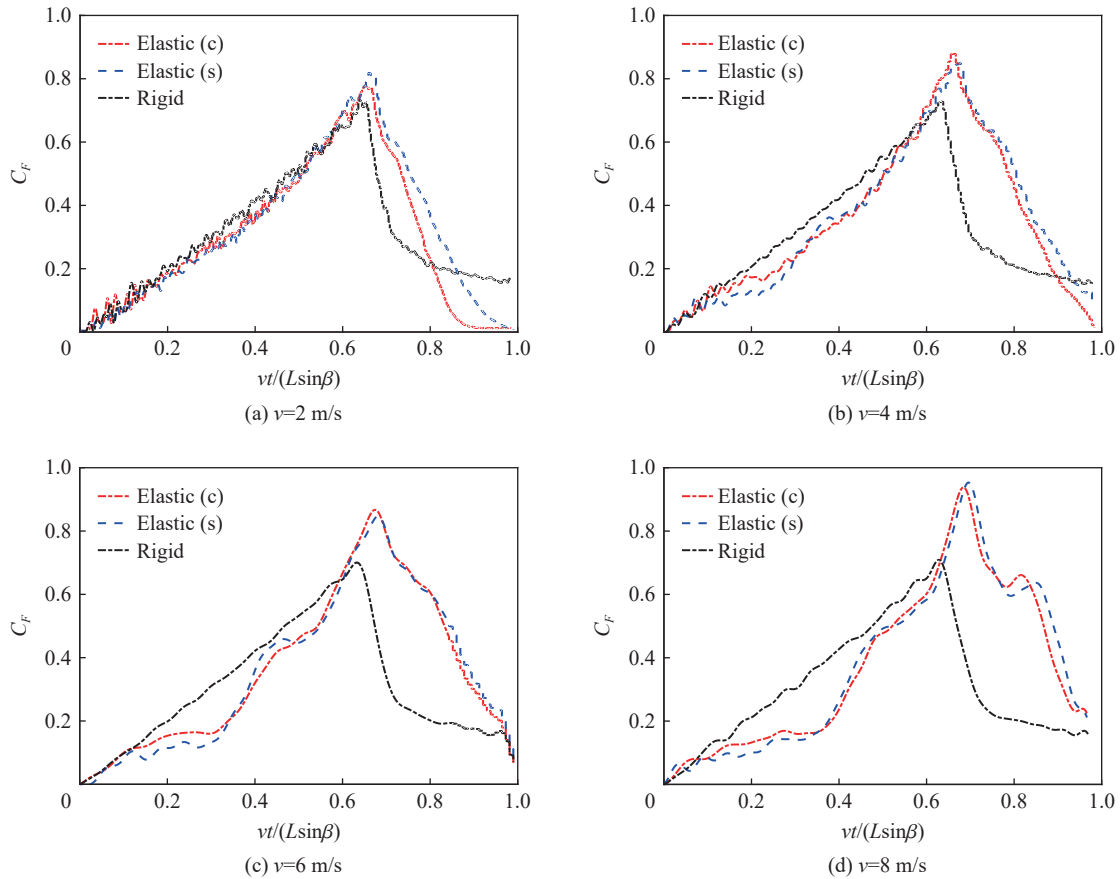 1.0
Elastic (c)
Elastic (s)
Rigid
0.8
0.6
C_F
0.4
0.2
0 0.2 0.4 0.6 0.8 1.0
vt/(Lsinβ)
(a) v=2 m/s
1.0
Elastic (c)
Elastic (s)
Rigid
0.8
0.6
C_F
0.4
0.2
0 0.2 0.4 0.6 0.8 1.0
vt/(Lsinβ)
(b) v=4 m/s
1.0
Elastic (c)
Elastic (s)
Rigid
0.8
0.6
C_F
0.4
0.2
0 0.2 0.4 0.6 0.8 1.0
vt/(Lsinβ)
(c) v=6 m/s
1.0
Elastic (c)
Elastic (s)
Rigid
0.8
0.6
C_F
0.4
0.2
0 0.2 0.4 0.6 0.8 1.0
vt/(Lsinβ)
(d) v=8 m/s